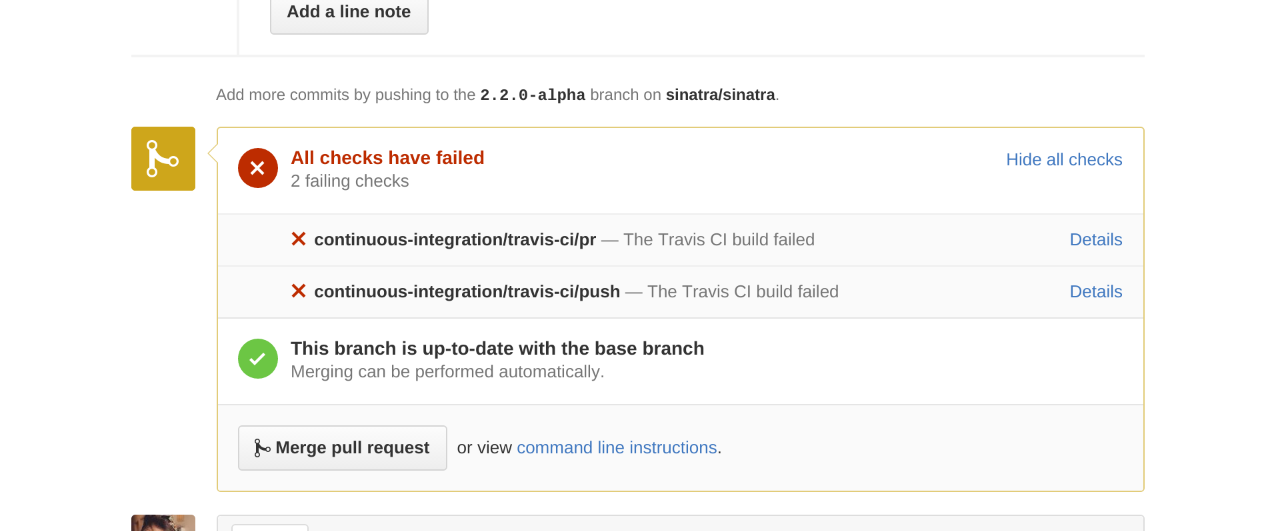 Add a line note
Add more commits by pushing to the 2.2.0-alpha branch on sinatra/sinatra.
All checks have failed
Hide all checks
2 failing checks
continuous-integration/travis-ci/pr — The Travis CI build failed
Details
continuous-integration/travis-ci/push — The Travis CI build failed
Details
This branch is up-to-date with the base branch
Merging can be performed automatically.
Merge pull request or view command line instructions.